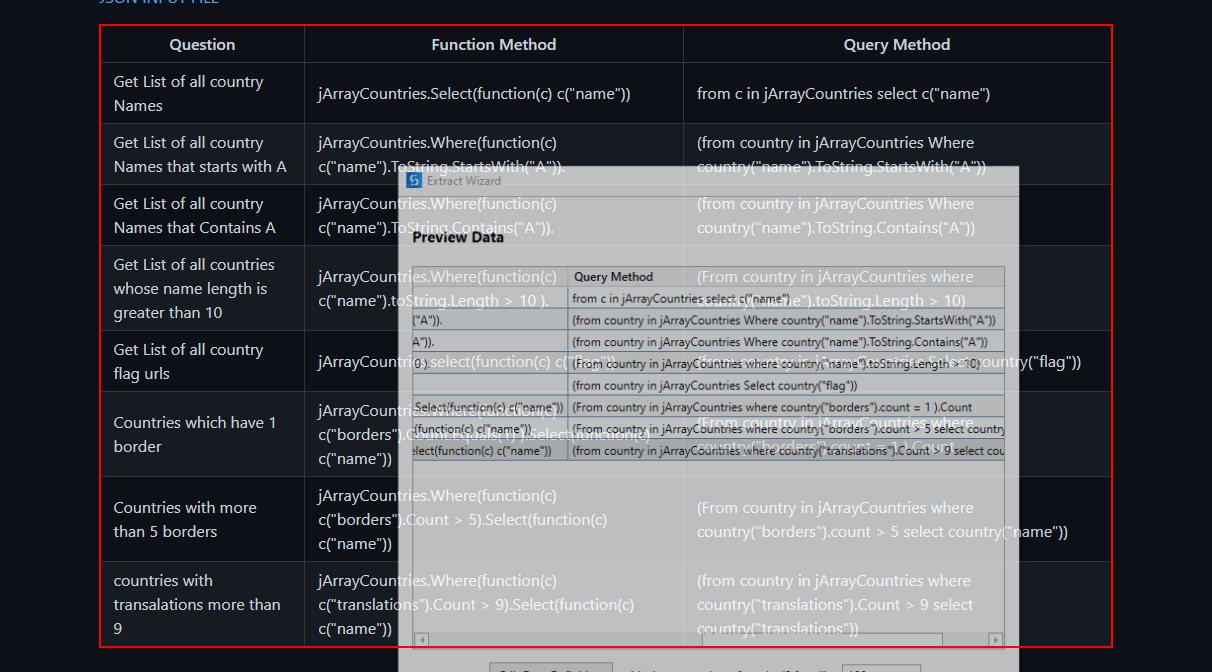 JSON INPUT FILE
Question Function Method Query Method
Get List of all country
Names
jArrayCountries.Select(function(c) c("name"))
from c in jArrayCountries select c("name")
Get List of all country
Names that starts with A
jArrayCountries.Where(function(c)
c("name").ToString.StartsWith("A")).
(from country in jArrayCountries Where
country("name").ToString.StartsWith("A"))
Get List of all country
Names that Contains A
jArrayCountries.Where(function(c)
c("name").ToString.Contains("A")).
(from country in jArrayCountries Where
country("name").ToString.Contains("A"))
Get List of all countries
whose name length is
greater than 10
jArrayCountries.Where(function(c)
c("name").toString.Length > 10 ).
(From country in jArrayCountries where
country("name").toString.Length > 10)
Get List of all country
flag urls
jArrayCountries.select(function(c) c("flag"))
(from country in jArrayCountries Select country("flag"))
Countries which have 1
border
jArrayCountries.Where(function(c)
c("borders").Count.Equals(1) ).Select(function(c)
c("name"))
(From country in jArrayCountries where
country("borders").count = 1 ).Count
Countries with more
than 5 borders
jArrayCountries.Where(function(c)
c("borders").Count > 5).Select(function(c)
c("name"))
(From country in jArrayCountries where
country("borders").count > 5 select country("name"))
countries with
transalations more than
9
jArrayCountries.Where(function(c)
c("translations").Count > 9).Select(function(c)
c("name"))
(from country in jArrayCountries where
country("translations").Count > 9 select
country("translations"))
Extract Wizard
Preview Data
Query Method
from c in jArrayCountries select c("name")
("A")). (from country in jArrayCountries Where country("name").ToString.StartsWith("A"))
A")). (from country in jArrayCountries Where country("name").ToString.Contains("A"))
0 ). (From country in jArrayCountries where country("name").toString.Length > 10)
(from country in jArrayCountries Select country("flag"))
Select(function(c) c("name")) (From country in jArrayCountries where country("borders").count = 1 ).Count
(function(c) c("name")) (From country in jArrayCountries where country("borders").count > 5 select country
elect(function(c) c("name")) (from country in jArrayCountries where country("translations").Count > 9 select cou